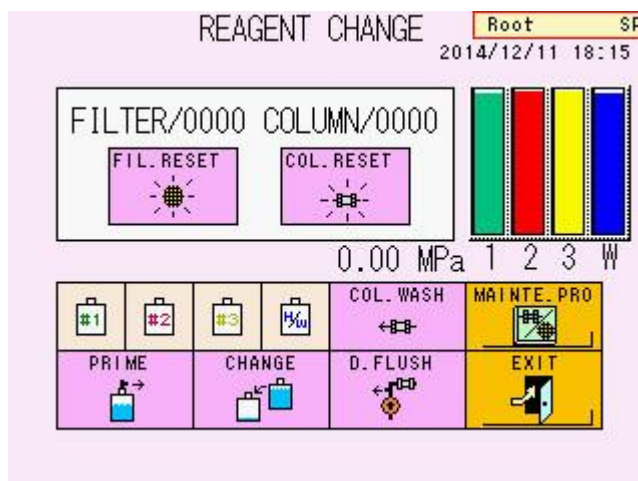 REAGENT CHANGE
Root SP
2014/12/11 18:15
FILTER/0000 COLUMN/0000
FIL.RESET COL.RESET
0.00 MPa 1 2 3 W
#1 #2 #3 H/W COL.WASH MAINTE.PRO
PRIME CHANGE D.FLUSH EXIT